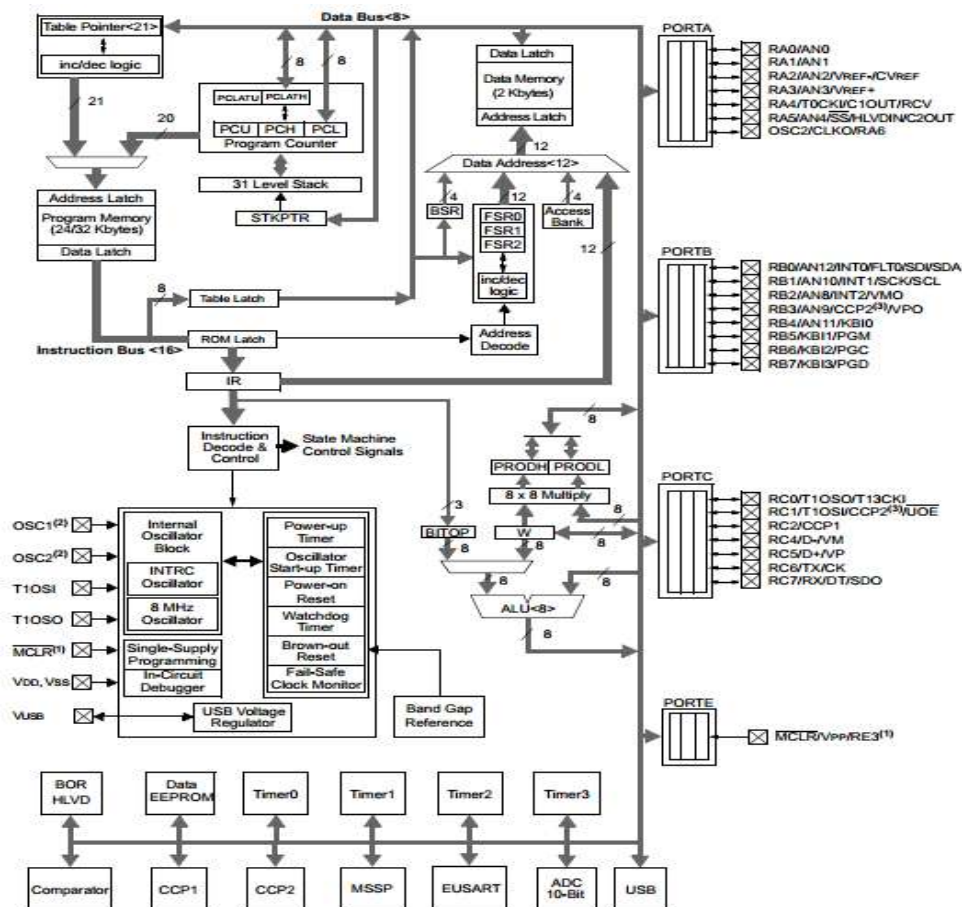 Data Bus<8>
Table Pointer<21>
inc/dec logic
21
20
8
8
PCLATU PCLATH
PCU PCH PCL
Program Counter
31 Level Stack
STKPTR
Data Latch
Data Memory
(2 Kbytes)
Address Latch
12
Data Address<12>
4
12
4
BSR
FSR0
FSR1
FSR2
inc/dec
logic
Access
Bank
12
Address
Decode
Address Latch
Program Memory
(24/32 Kbytes)
Data Latch
8
Table Latch
Instruction Bus <16>
ROM Latch
IR
Instruction
Decode &
Control
State Machine
Control Signals
8
PRODH PRODL
8 x 8 Multiply
3
BITOP
W
8
8
8
8
8
ALU<8>
8
OSC1(2)
OSC2(2)
T1OSI
T1OSO
MCLR(1)
VDD, VSS
VUSB
Internal
Oscillator
Block
INTRC
Oscillator
8 MHz
Oscillator
Single-Supply
Programming
In-Circuit
Debugger
USB Voltage
Regulator
Power-up
Timer
Oscillator
Start-up Timer
Power-on
Reset
Watchdog
Timer
Brown-out
Reset
Fail-Safe
Clock Monitor
Band Gap
Reference
PORTA
RA0/AN0
RA1/AN1
RA2/AN2/VREF-/CVREF
RA3/AN3/VREF+
RA4/T0CKI/C1OUT/RCV
RA5/AN4/SS/HLVDIN/C2OUT
OSC2/CLKO/RA6
PORTB
RB0/AN12/INT0/FLT0/SDI/SDA
RB1/AN10/INT1/SCK/SCL
RB2/AN8/INT2/VMO
RB3/AN9/CCP2(3)/VPO
RB4/AN11/KBI0
RB5/KBI1/PGM
RB6/KBI2/PGC
RB7/KBI3/PGD
PORTC
RC0/T1OSO/T13CKI
RC1/T1OSI/CCP2(3)/UOE
RC2/CCP1
RC4/D-/VM
RC5/D+/VP
RC6/TX/CK
RC7/RX/DT/SDO
PORTE
MCLR/VPP/RE3(1)
BOR
HLVD
Data
EEPROM
Timer0
Timer1
Timer2
Timer3
Comparator
CCP1
CCP2
MSSP
EUSART
ADC
10-Bit
USB